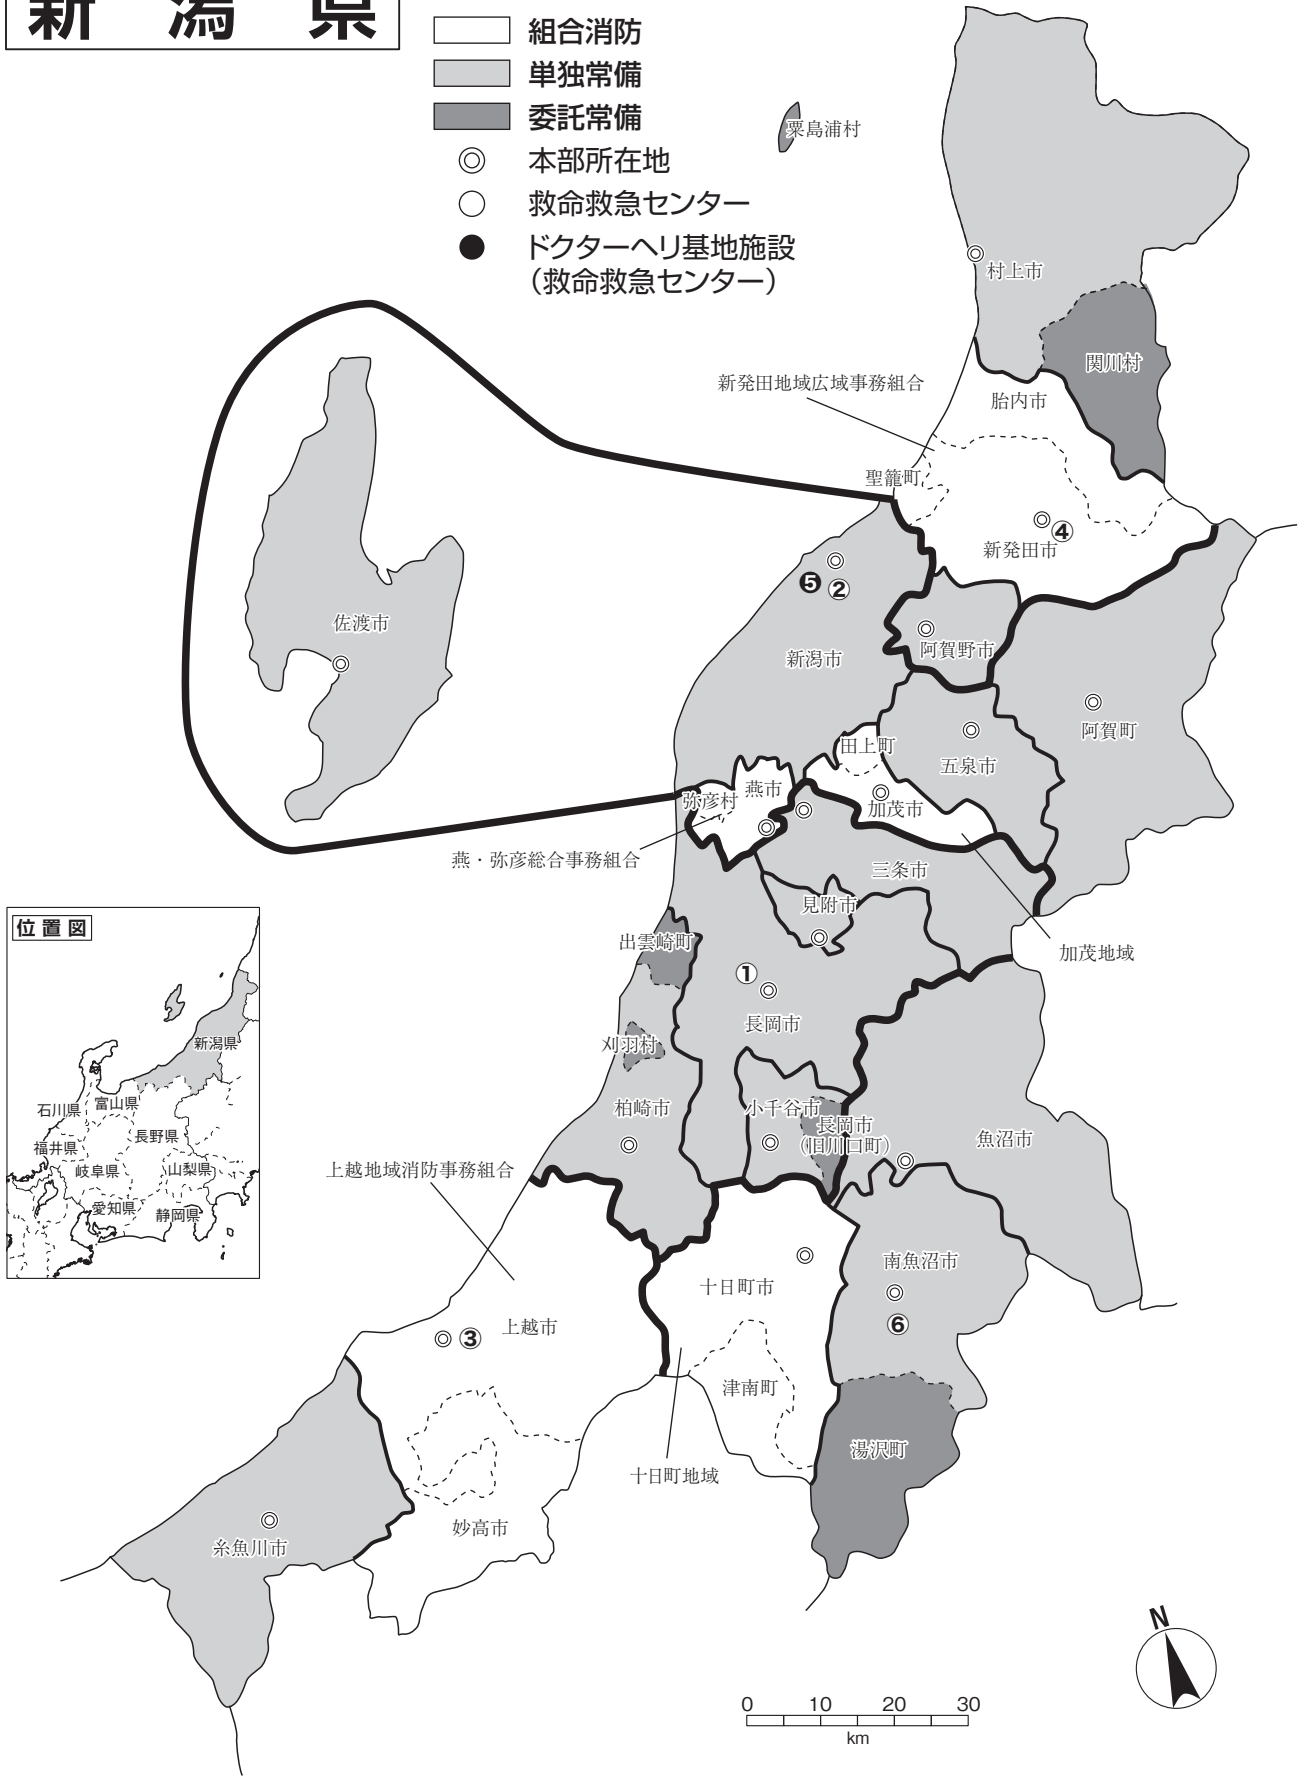 新潟県
組合消防
単独常備
委託常備
本部所在地
救命救急センター
ドクターヘリ基地施設
（救命救急センター）
粟島浦村
村上市
関川村
新発田地域広域事務組合
胎内市
聖籠町
④
新発田市
⑤
②
佐渡市
新潟市
阿賀野市
阿賀町
田上町
五泉市
弥彦村
燕市
加茂市
燕・弥彦総合事務組合
三条市
見附市
出雲崎町
加茂地域
①
長岡市
刈羽村
柏崎市
小千谷市
長岡市
（旧川口町）
魚沼市
上越地域消防事務組合
南魚沼市
十日町市
⑥
③
上越市
津南町
湯沢町
十日町地域
妙高市
糸魚川市
位置図
新潟県
石川県
富山県
長野県
福井県
岐阜県
山梨県
愛知県
静岡県
N
0 10 20 30
km